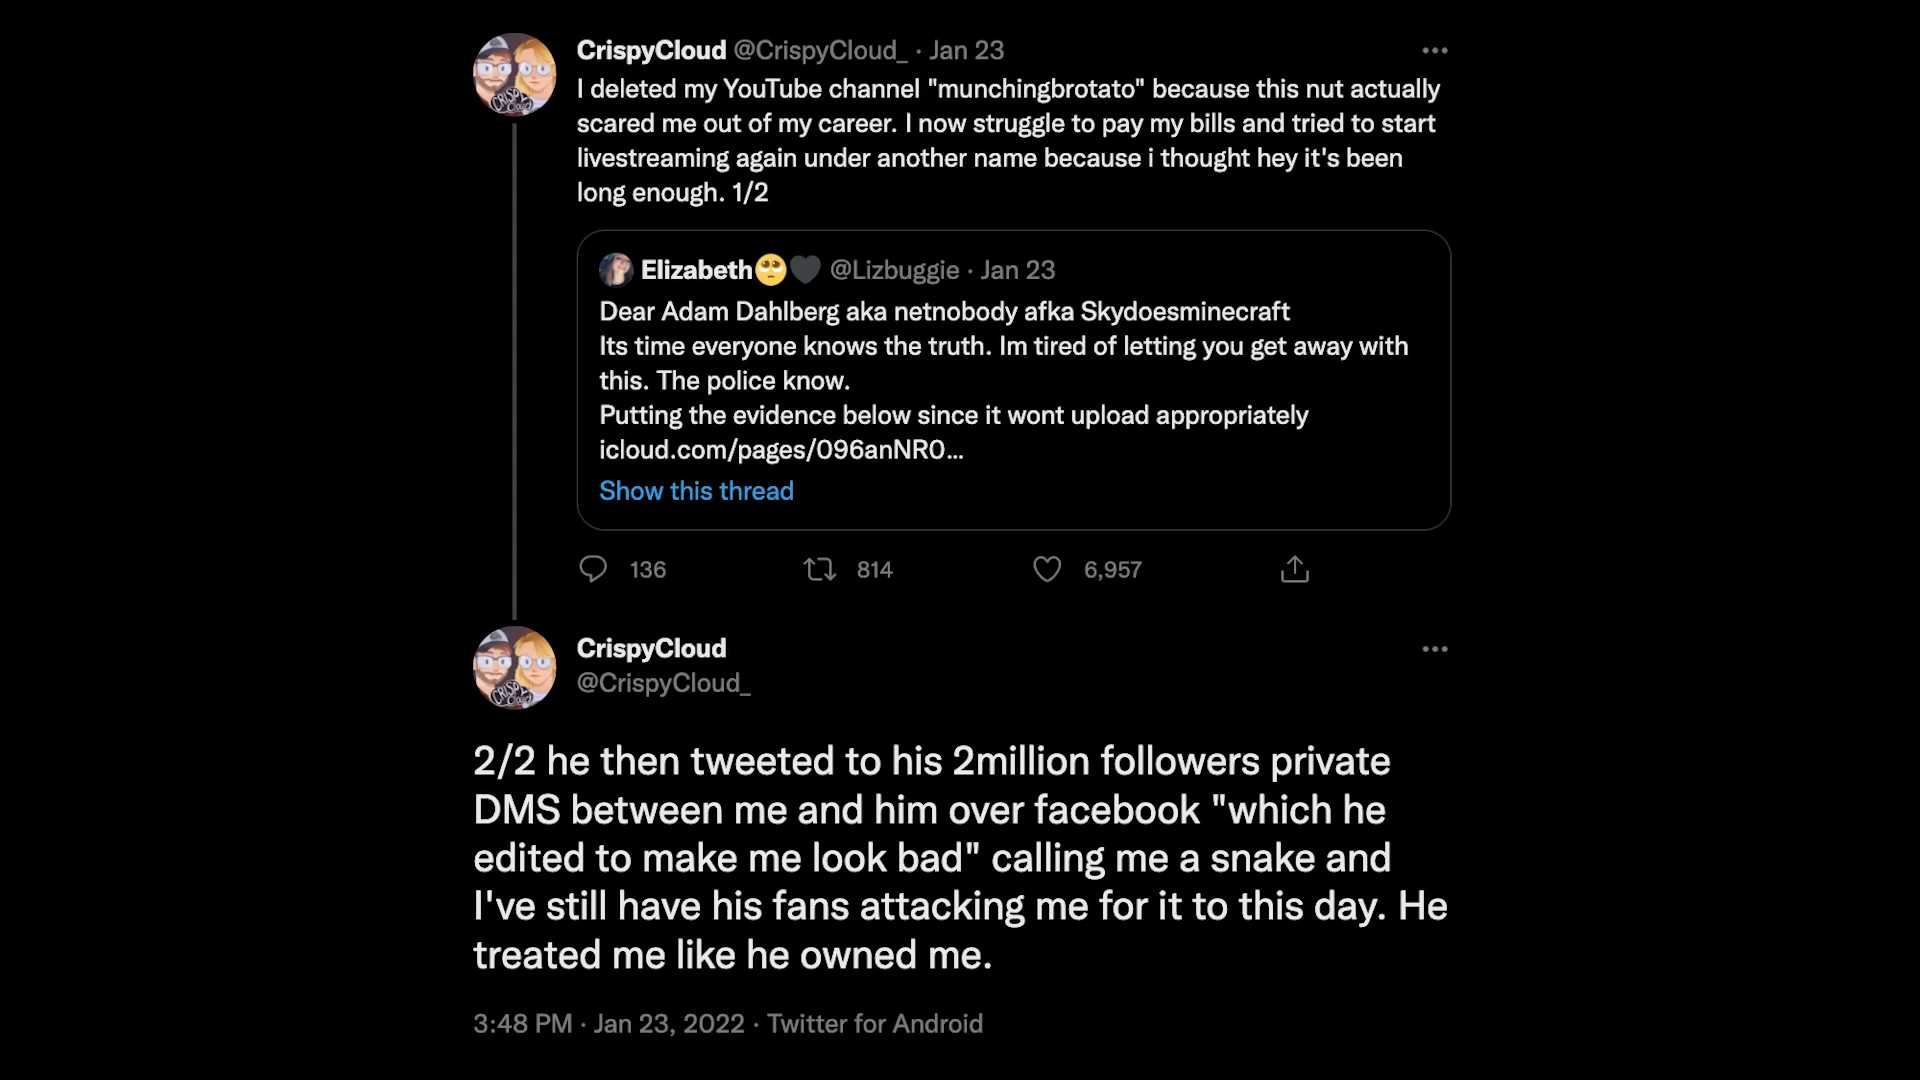 CrispyCloud @CrispyCloud_ · Jan 23
I deleted my YouTube channel "munchingbrotato" because this nut actually
scared me out of my career. I now struggle to pay my bills and tried to start
livestreaming again under another name because i thought hey it's been
long enough. 1/2
Elizabeth🥺🖤 @Lizbuggie · Jan 23
Dear Adam Dahlberg aka netnobody afka Skydoesminecraft
Its time everyone knows the truth. Im tired of letting you get away with
this. The police know.
Putting the evidence below since it wont upload appropriately
icloud.com/pages/096anNR0...
Show this thread
136 814 6,957
CrispyCloud
@CrispyCloud_
2/2 he then tweeted to his 2million followers private
DMS between me and him over facebook "which he
edited to make me look bad" calling me a snake and
I've still have his fans attacking me for it to this day. He
treated me like he owned me.
3:48 PM · Jan 23, 2022 · Twitter for Android